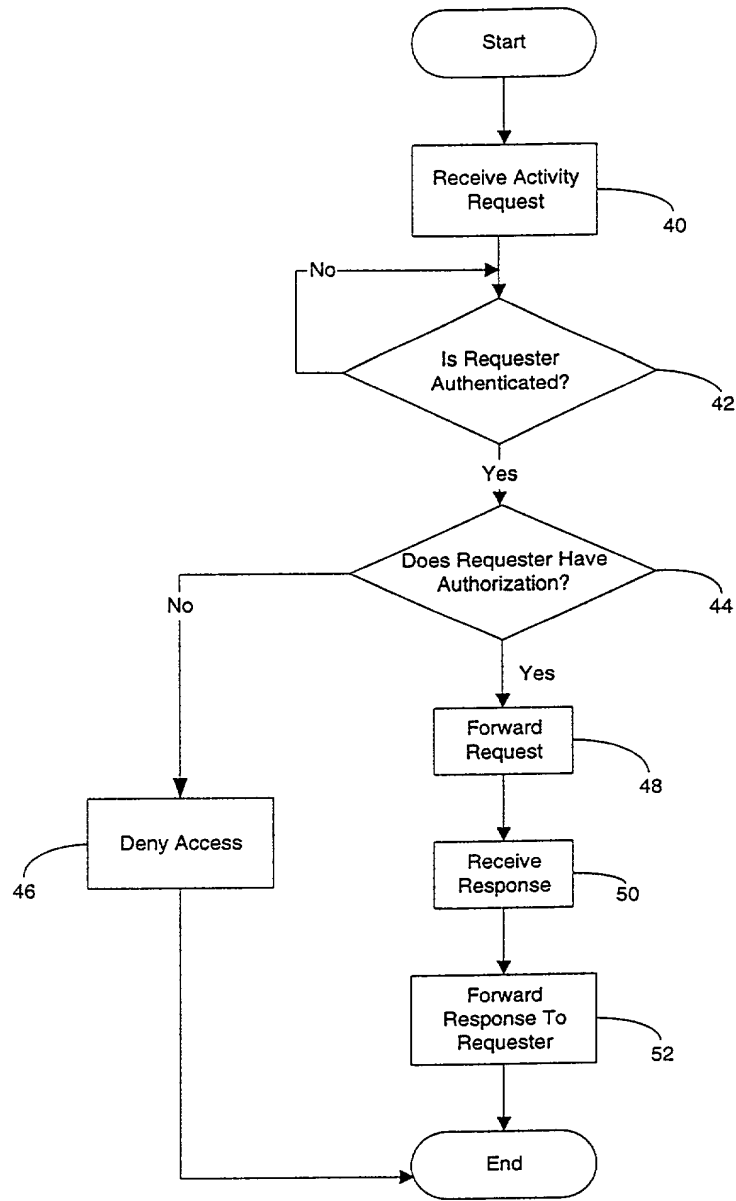 Start
Receive Activity
Request
40
No
Is Requester
Authenticated?
42
Yes
Does Requester Have
Authorization?
44
No
Yes
Forward
Request
48
Deny Access
46
Receive
Response
50
Forward
Response To
Requester
52
End